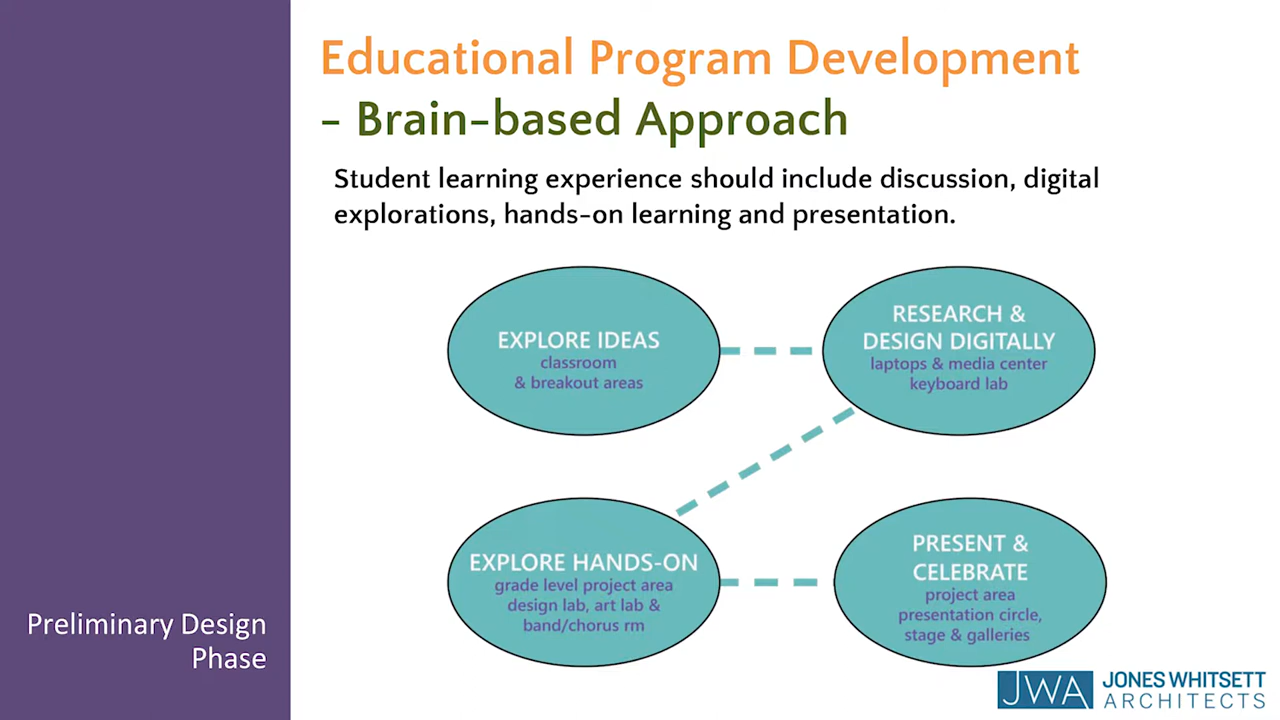 Educational Program Development
- Brain-based Approach
Student learning experience should include discussion, digital
explorations, hands-on learning and presentation.
EXPLORE IDEAS
classroom
& breakout areas
RESEARCH &
DESIGN DIGITALLY
laptops & media center
keyboard lab
EXPLORE HANDS-ON
grade level project area
design lab, art lab &
band/chorus rm
PRESENT &
CELEBRATE
project area
presentation circle,
stage & galleries
Preliminary Design
Phase
JWA
JONES WHITSETT
ARCHITECTS